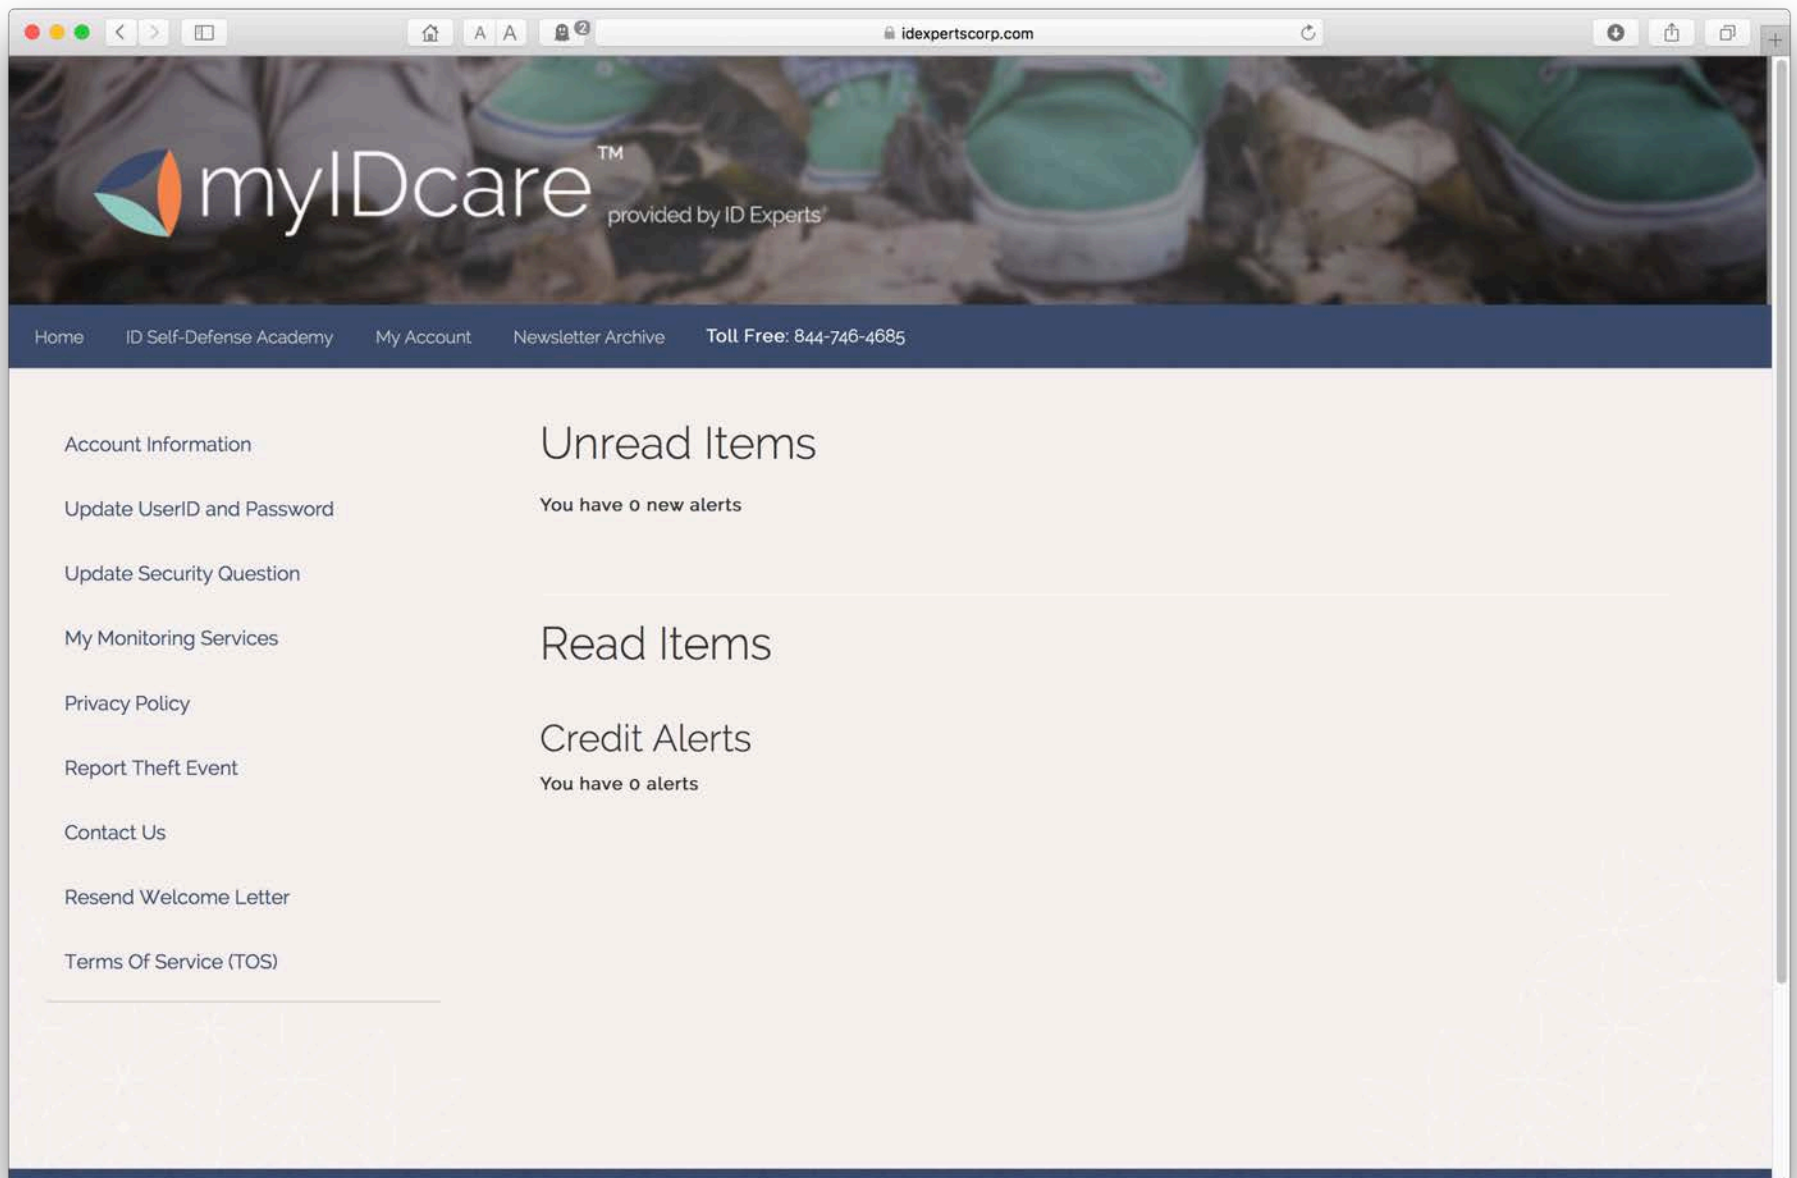 A A
2
idexpertscorp.com
myIDcare™
provided by ID Experts®
Home ID Self-Defense Academy My Account Newsletter Archive Toll Free: 844-746-4685
Account Information
Update UserID and Password
Update Security Question
My Monitoring Services
Privacy Policy
Report Theft Event
Contact Us
Resend Welcome Letter
Terms Of Service (TOS)
Unread Items
You have 0 new alerts
Read Items
Credit Alerts
You have 0 alerts